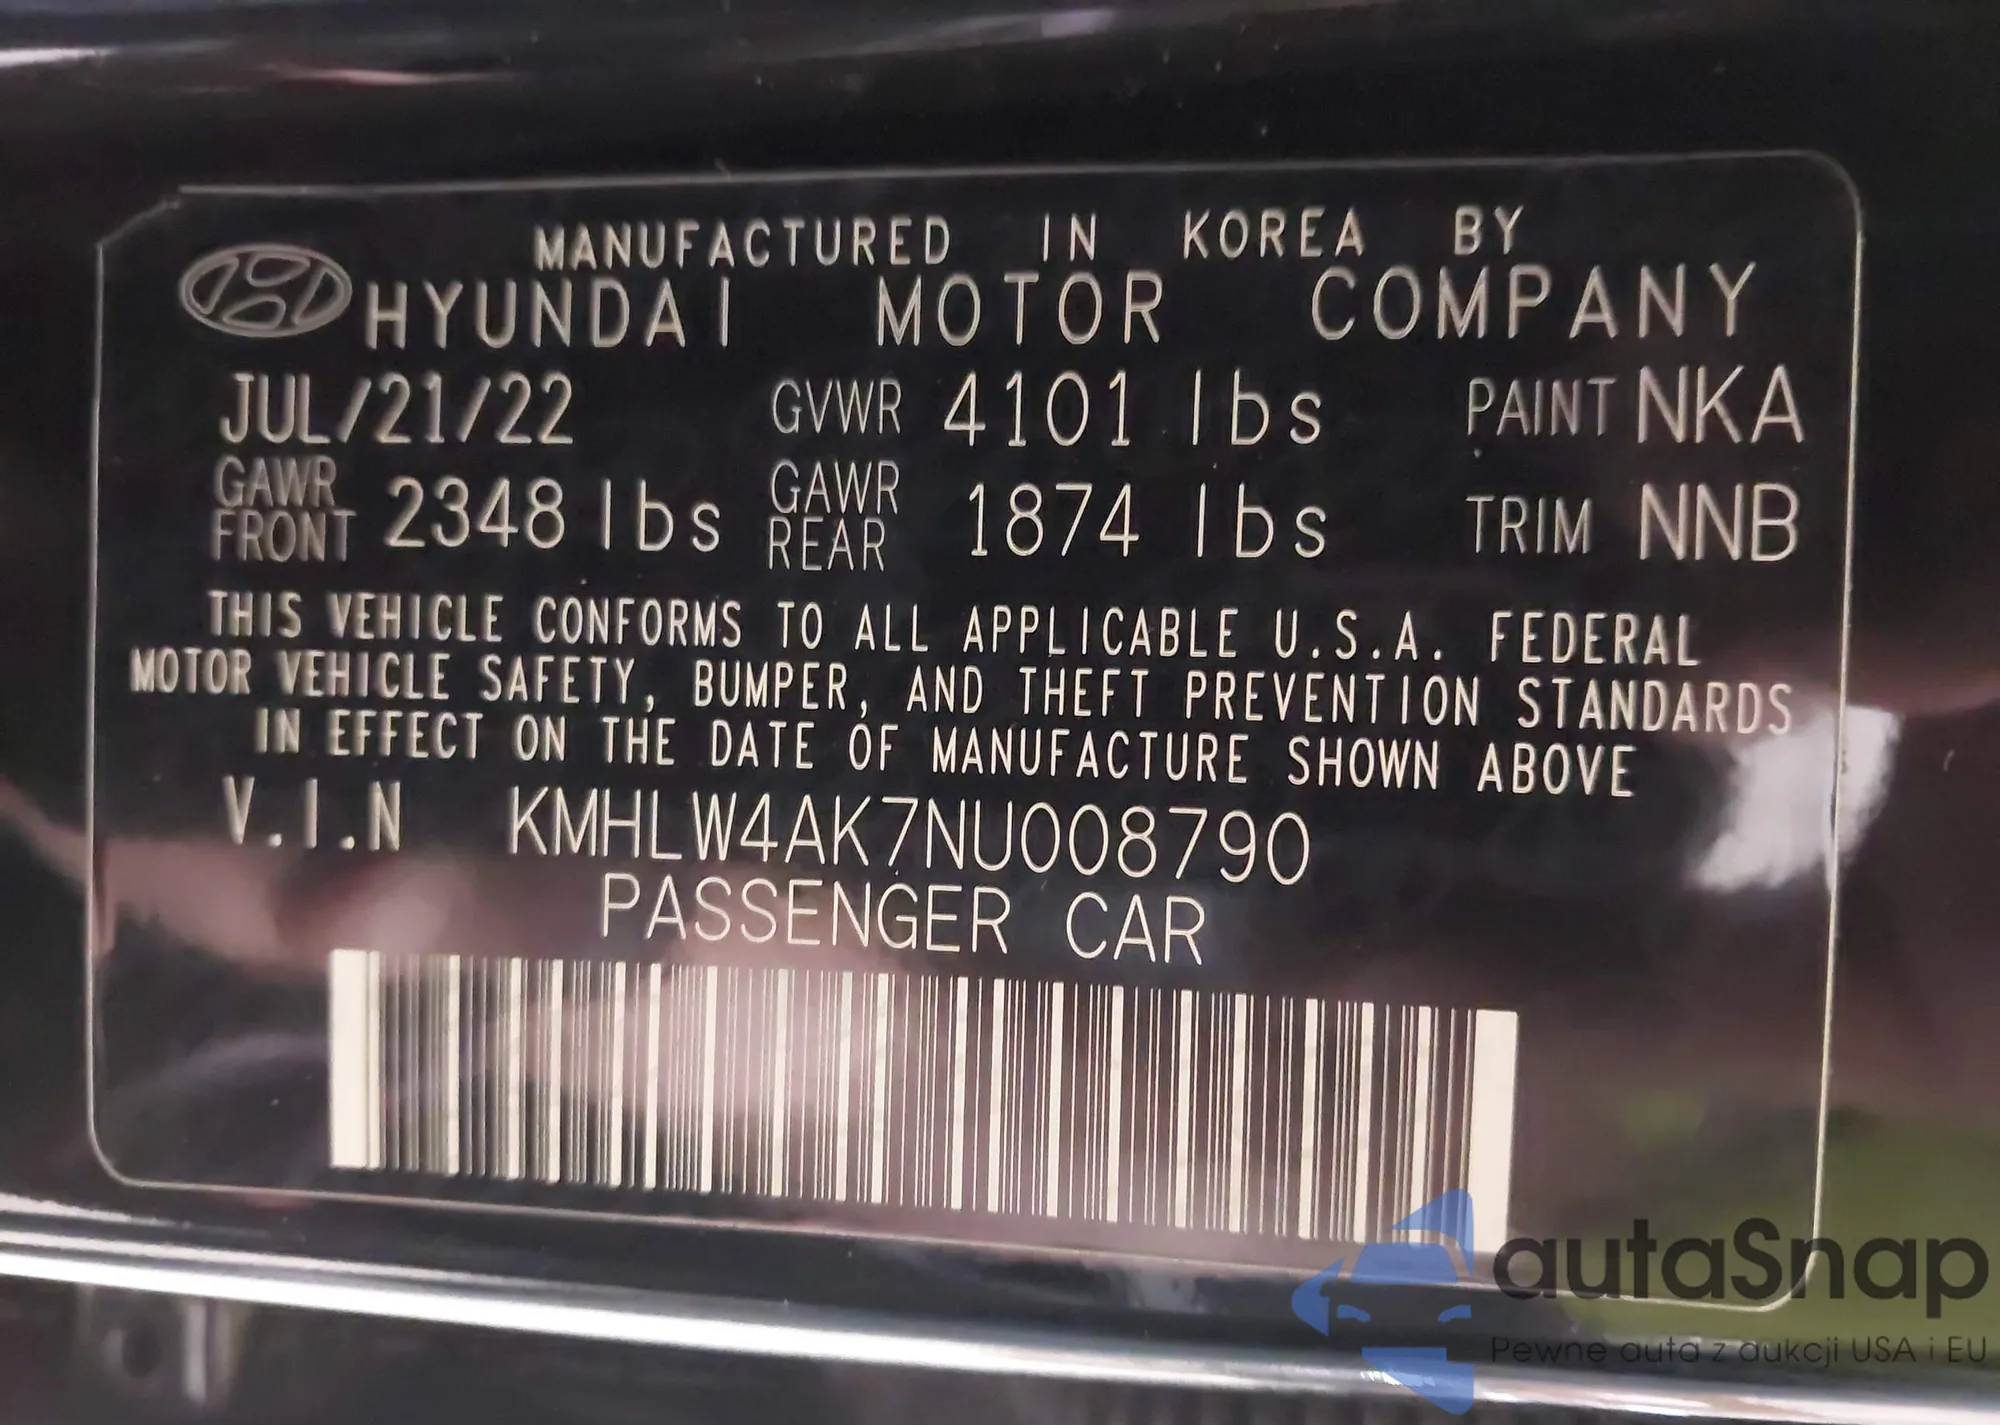 MANUFACTURED IN KOREA BY
HYUNDAI MOTOR COMPANY
JUL/21/22 GVWR 4101 lbs PAINT NKA
GAWR FRONT 2348 lbs GAWR REAR 1874 lbs TRIM NNB
THIS VEHICLE CONFORMS TO ALL APPLICABLE U.S.A. FEDERAL
MOTOR VEHICLE SAFETY, BUMPER, AND THEFT PREVENTION STANDARDS
IN EFFECT ON THE DATE OF MANUFACTURE SHOWN ABOVE
V.I.N KMHLW4AK7NU008790
PASSENGER CAR
autaSnap
Pewne auta z aukcji USA i EU